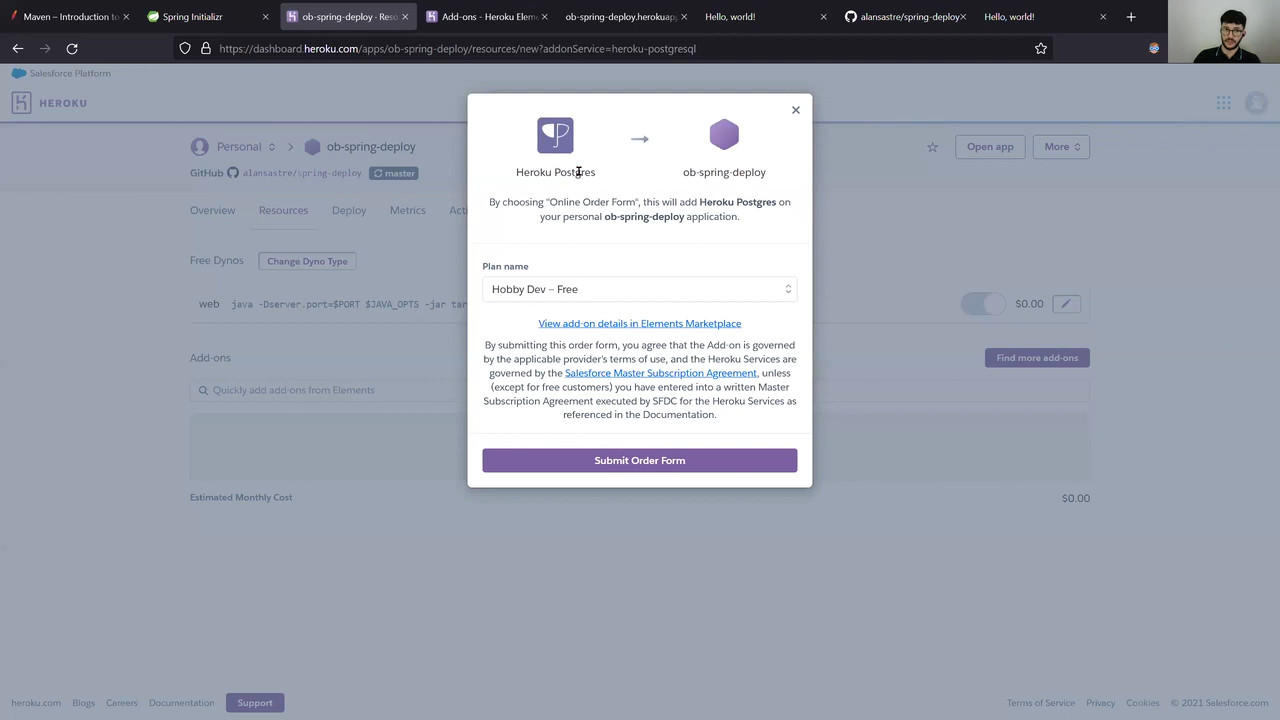 Maven – Introduction to
Spring Initializr
ob-spring-deploy · Reso
Add-ons - Heroku Elem
ob-spring-deploy.herokuap
Hello, world!
alansastre/spring-deploy
Hello, world!
https://dashboard.heroku.com/apps/ob-spring-deploy/resources/new?addonService=heroku-postgresql
Salesforce Platform
HEROKU
Personal
ob-spring-deploy
Open app
More
GitHub alansastre/spring-deploy master
Overview
Resources
Deploy
Metrics
Acti
Free Dynos
Change Dyno Type
web java -Dserver.port=$PORT $JAVA_OPTS -jar tar
$0.00
Add-ons
Find more add-ons
Quickly add add-ons from Elements
Estimated Monthly Cost
$0.00
Heroku Postgres
ob-spring-deploy
By choosing "Online Order Form", this will add Heroku Postgres on
your personal ob-spring-deploy application.
Plan name
Hobby Dev – Free
View add-on details in Elements Marketplace
By submitting this order form, you agree that the Add-on is governed
by the applicable provider's terms of use, and the Heroku Services are
governed by the Salesforce Master Subscription Agreement, unless
(except for free customers) you have entered into a written Master
Subscription Agreement executed by SFDC for the Heroku Services as
referenced in the Documentation.
Submit Order Form
heroku.com
Blogs
Careers
Documentation
Support
Terms of Service
Privacy
Cookies
© 2021 Salesforce.com